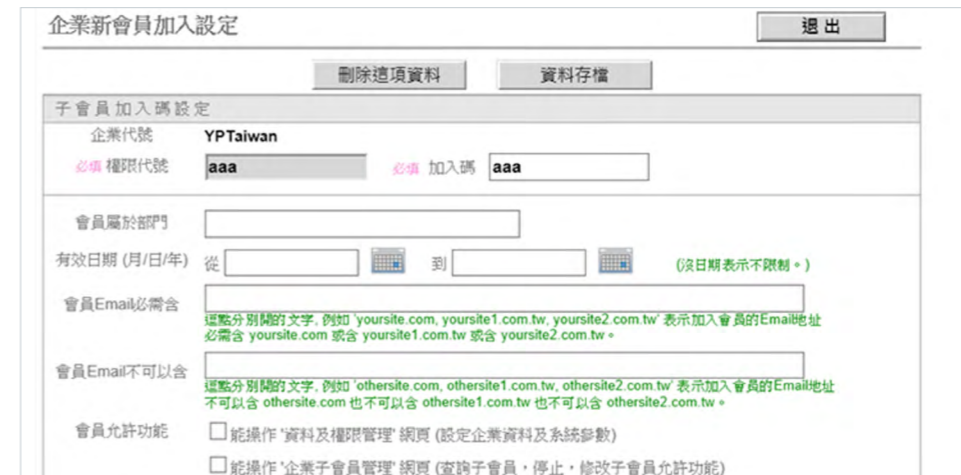 企業新會員加入設定 退出
刪除這項資料 資料存檔
子會員加入碼設定
企業代號 YPTaiwan
必填 權限代號 aaa 必填 加入碼 aaa
會員屬於部門
有效日期 (月/日/年) 從 到 (沒日期表示不限制。)
會員Email必需含
逗點分別開的文字, 例如 'yoursite.com, yoursite1.com.tw, yoursite2.com.tw' 表示加入會員的Email地址
必需含 yoursite.com 或含 yoursite1.com.tw 或含 yoursite2.com.tw。
會員Email不可以含
逗點分別開的文字, 例如 'othersite.com, othersite1.com.tw, othersite2.com.tw' 表示加入會員的Email地址
不可以含 othersite.com 也不可以含 othersite1.com.tw 也不可以含 othersite2.com.tw。
會員允許功能 能操作 '資料及權限管理' 網頁 (設定企業資料及系統參數)
能操作 '企業子會員管理' 網頁 (查詢子會員，停止，修改子會員允許功能)